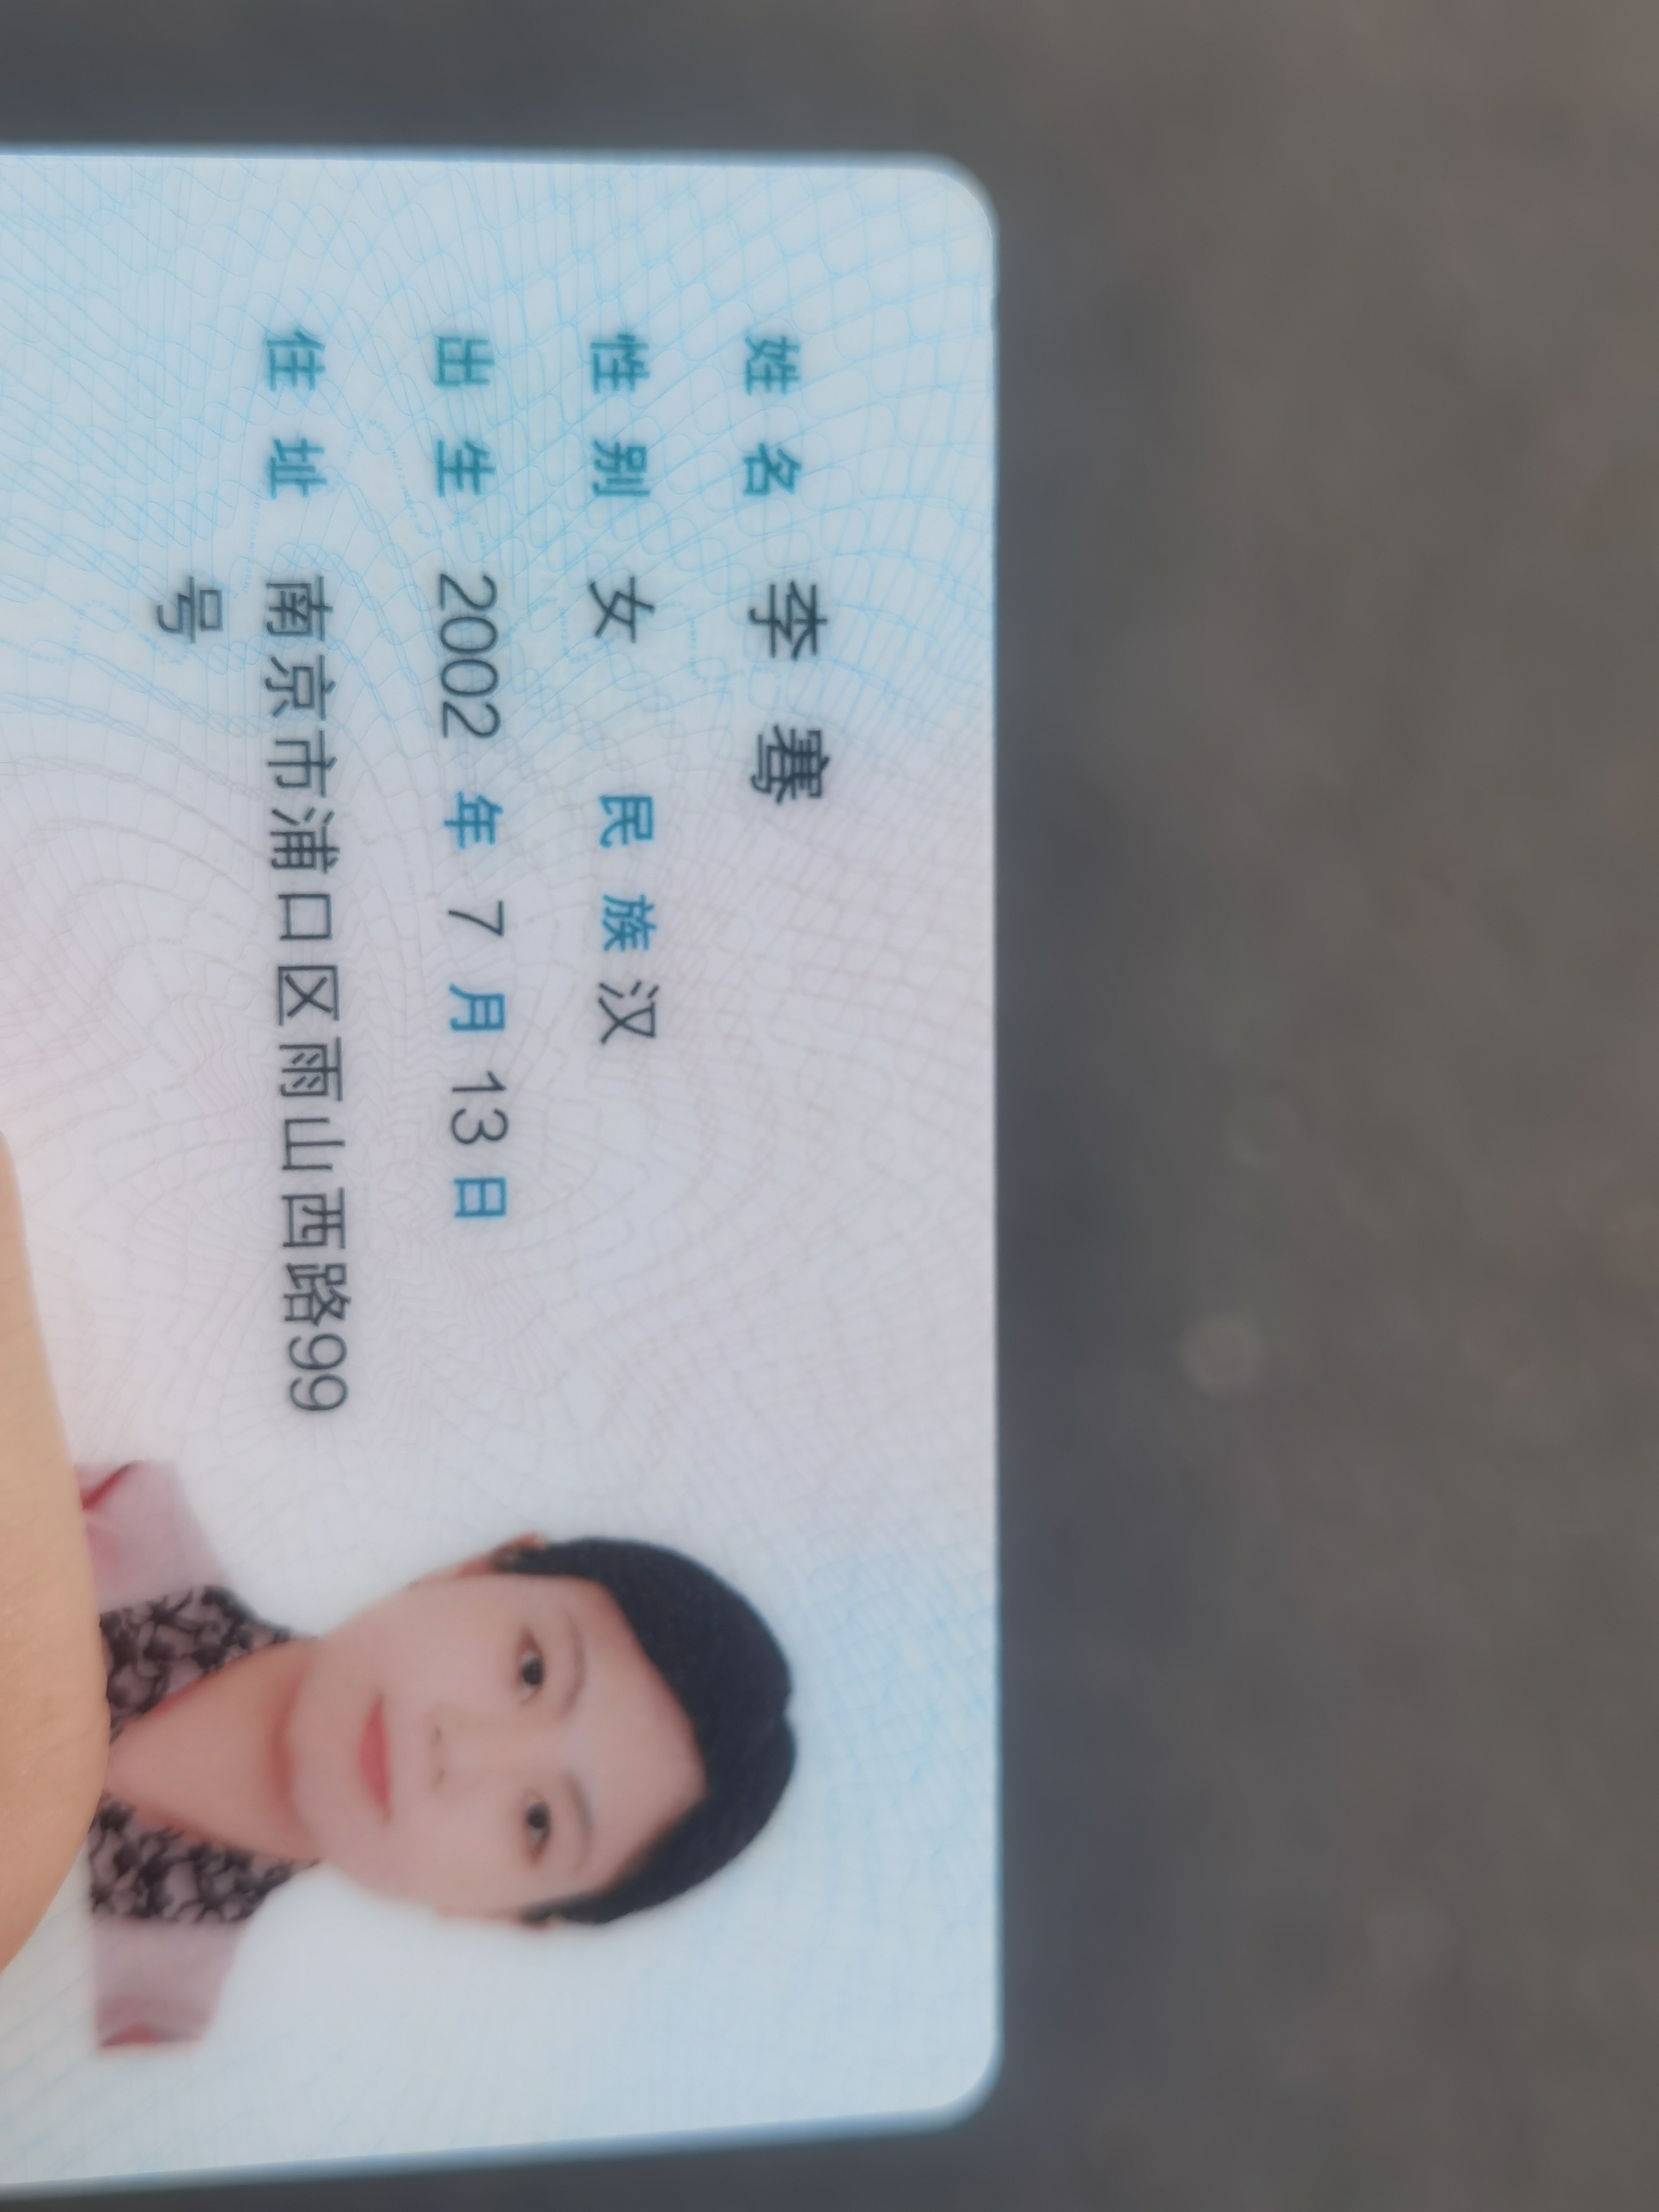 姓名 李骞
性别 女 民族 汉
出生 2002 年 7 月 13 日
住址 南京市浦口区雨山西路99
号